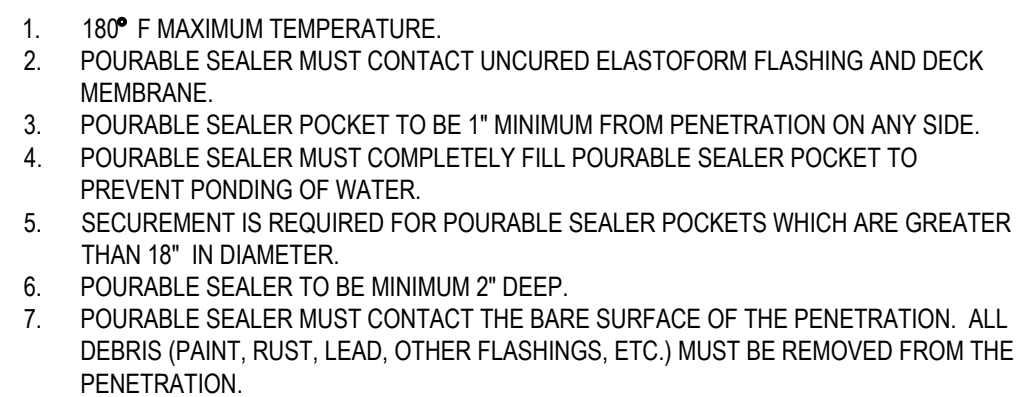 1. 180° F MAXIMUM TEMPERATURE.
2. POURABLE SEALER MUST CONTACT UNCURED ELASTOFORM FLASHING AND DECK
MEMBRANE.
3. POURABLE SEALER POCKET TO BE 1" MINIMUM FROM PENETRATION ON ANY SIDE.
4. POURABLE SEALER MUST COMPLETELY FILL POURABLE SEALER POCKET TO
PREVENT PONDING OF WATER.
5. SECUREMENT IS REQUIRED FOR POURABLE SEALER POCKETS WHICH ARE GREATER
THAN 18" IN DIAMETER.
6. POURABLE SEALER TO BE MINIMUM 2" DEEP.
7. POURABLE SEALER MUST CONTACT THE BARE SURFACE OF THE PENETRATION. ALL
DEBRIS (PAINT, RUST, LEAD, OTHER FLASHINGS, ETC.) MUST BE REMOVED FROM THE
PENETRATION.